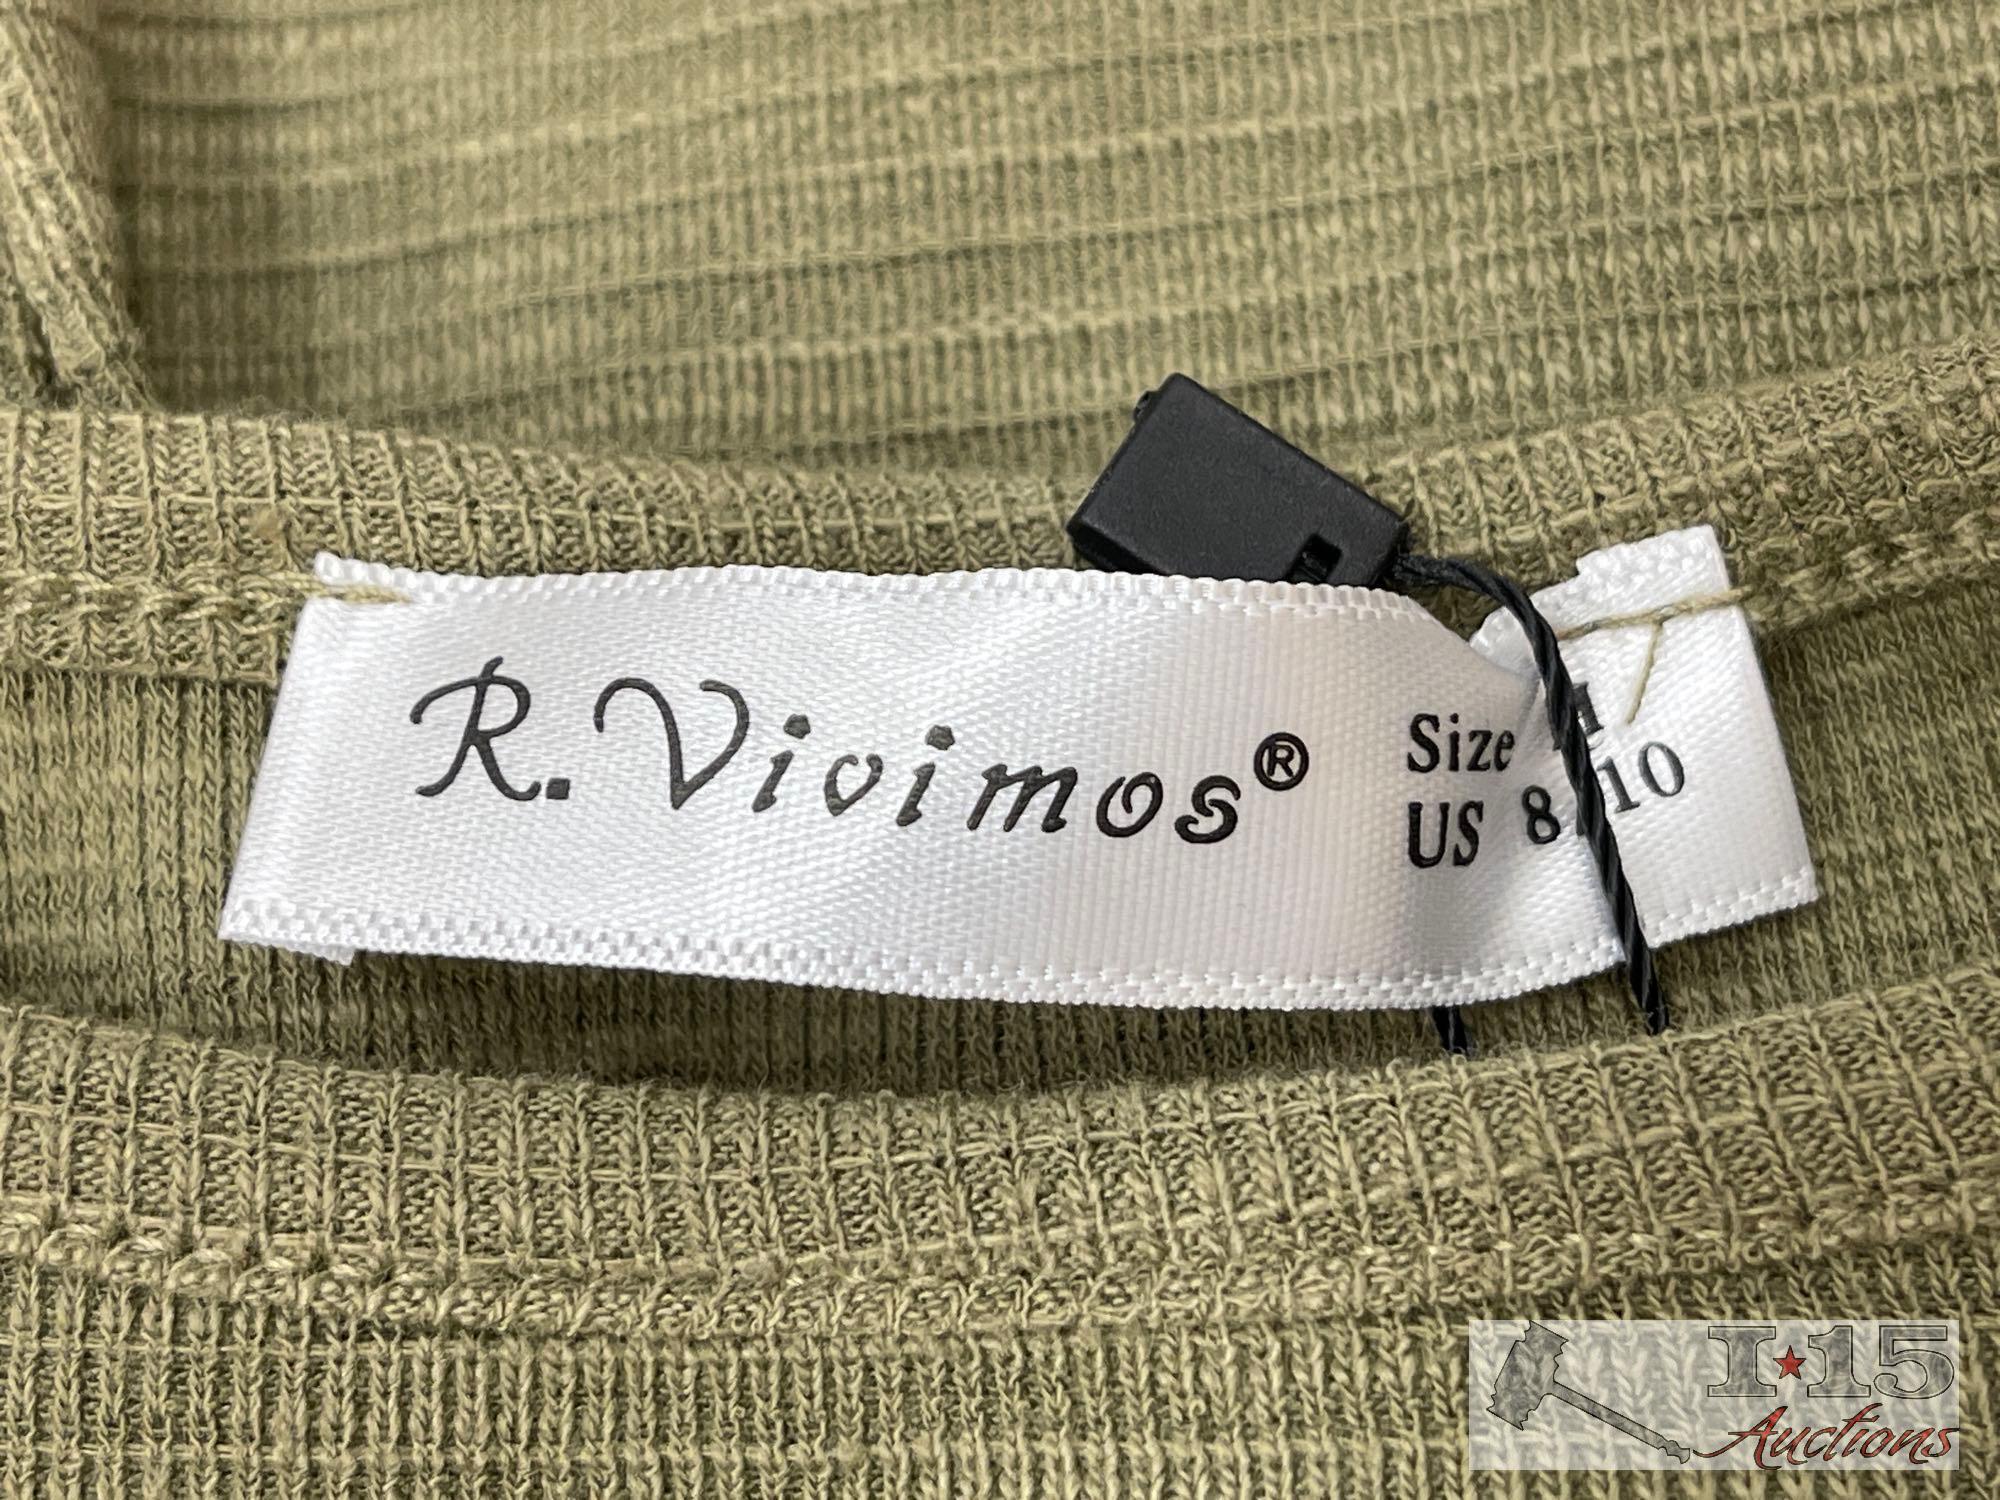 R. Vivimos® Size M
US 8/10
I★15
Auctions